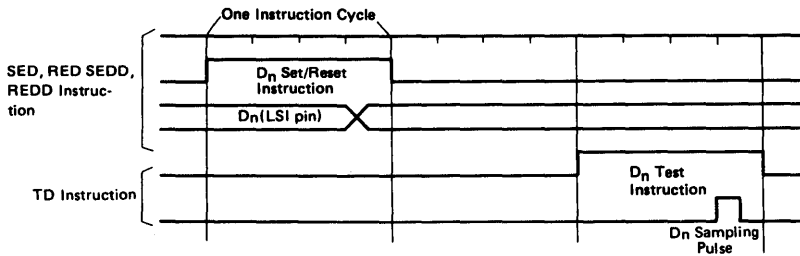 One Instruction Cycle
SED, RED SEDD,
REDD Instruc-
tion
Dn Set/Reset
Instruction
Dn(LSI pin)
TD Instruction
Dn Test
Instruction
Dn Sampling
Pulse